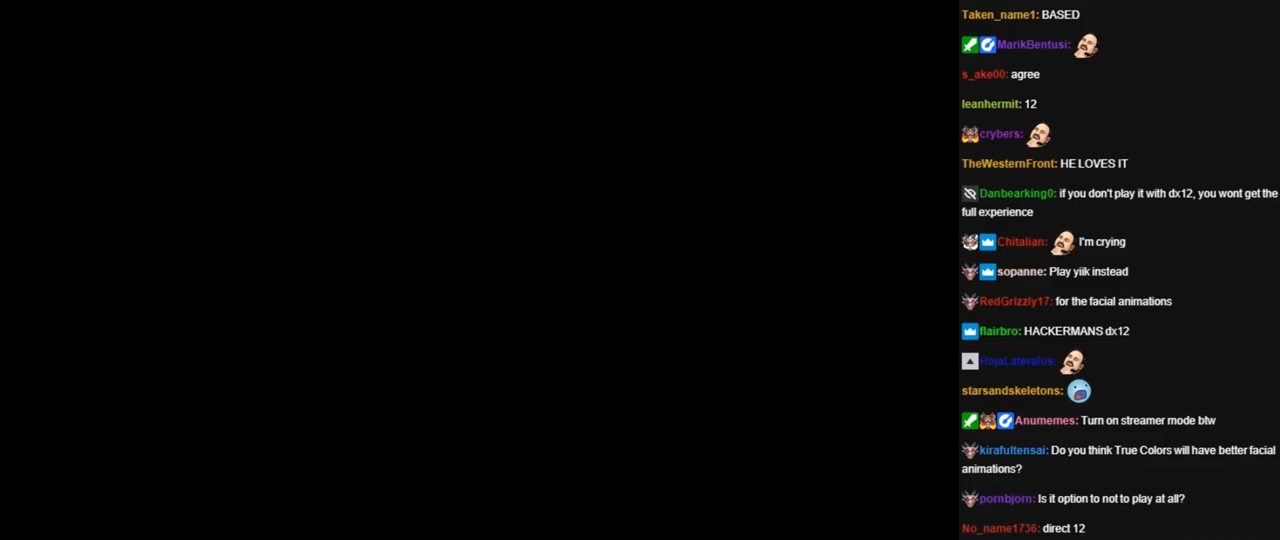 Taken_name1: BASED
MarikBentusi:
s_ake00: agree
leanhermit: 12
crybers:
TheWesternFront: HE LOVES IT
Danbearking0: if you don't play it with dx12, you wont get the
full experience
Chitalian: I'm crying
sopanne: Play yiik instead
RedGrizzly17: for the facial animations
flairbro: HACKERMANS dx12
HojaLateralus:
starsandskeletons:
Anumemes: Turn on streamer mode btw
kirafultensai: Do you think True Colors will have better facial
animations?
pornbjorn: Is it option to not to play at all?
No_name1736: direct 12